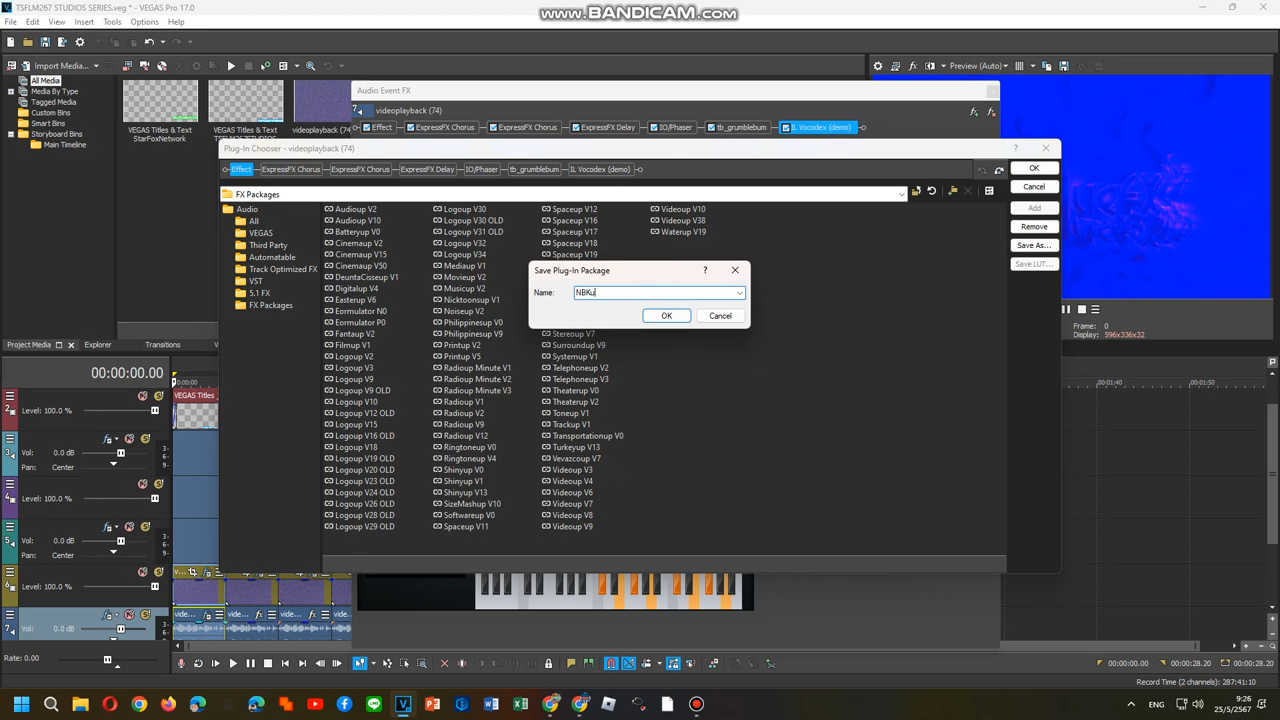 TSFLM267 STUDIOS SERIES.veg * - VEGAS Pro 17.0
www.BANDICAM.com
File Edit View Insert Tools Options Help
Import Media...
Preview (Auto)
All Media
Media By Type
Tagged Media
Custom Bins
Smart Bins
Storyboard Bins
Main Timeline
VEGAS Titles & Text
StarFoxNetwork
VEGAS Titles & Text
videoplayback (74)
Audio Event FX
videoplayback (74)
Effect ExpressFX Chorus ExpressFX Chorus ExpressFX Delay IO/Phaser tb_grumblebum IL Vocodex (demo)
Plug-In Chooser - videoplayback (74)
Effect ExpressFX Chorus ExpressFX Chorus ExpressFX Delay IO/Phaser tb_grumblebum IL Vocodex (demo)
FX Packages
OK
Cancel
Add
Remove
Save As...
Save LUT...
Audio
All
VEGAS
Third Party
Automatable
Track Optimized FX
VST
5.1 FX
FX Packages
Audioup V2
Audioup V10
Batteryup V0
Cinemaup V2
Cinemaup V12
Cinemaup V50
DeuntaCisseup V1
Digitalup V4
Easterup V6
Eormulator N0
Eormulator P0
Fantaup V2
Filmup V1
Logoup V2
Logoup V3
Logoup V9
Logoup V9 OLD
Logoup V10
Logoup V12 OLD
Logoup V15
Logoup V16 OLD
Logoup V18
Logoup V19 OLD
Logoup V20 OLD
Logoup V23 OLD
Logoup V24 OLD
Logoup V26 OLD
Logoup V28 OLD
Logoup V29 OLD
Logoup V30
Logoup V30 OLD
Logoup V31 OLD
Logoup V32
Logoup V34
Mediaup V1
Movieup V2
Musicup V2
Nicktoonsup V1
Noiseup V2
Philippinesup V0
Philippinesup V9
Printup V2
Printup V5
Radioup Minute V1
Radioup Minute V2
Radioup Minute V3
Radioup V1
Radioup V2
Radioup V9
Radioup V12
Ringtoneup V0
Ringtoneup V4
Shinyup V0
Shinyup V1
Shinyup V13
SizeMashup V10
Softwareup V0
Spaceup V11
Spaceup V12
Spaceup V16
Spaceup V17
Spaceup V18
Spaceup V19
Stereoup V7
Surroundup V9
Systemup V1
Telephoneup V2
Telephoneup V3
Theaterup V0
Theaterup V2
Toneup V1
Trackup V1
Transportationup V0
Turkeyup V13
Vevazcoup V7
Videoup V3
Videoup V4
Videoup V6
Videoup V7
Videoup V8
Videoup V9
Videoup V10
Videoup V38
Waterup V19
Save Plug-In Package
Name: NBKu
OK Cancel
Frame: 0
Display: 596x336x32
Project Media Explorer Transitions
00:00:00.00
00:01:40 00:01:50
VEGAS Titles
2 Level: 100.0 %
3 Vol: 0.0 dB
Pan: Center
4 Level: 100.0 %
5 Vol: 0.0 dB
Pan: Center
6 Level: 100.0 %
7 Vol: 0.0 dB
Rate: 0.00
00:00:00.00 00:00:28.20 00:00:28.20
Record Time (2 channels): 287:41:10
ENG
9:26
25/5/2567